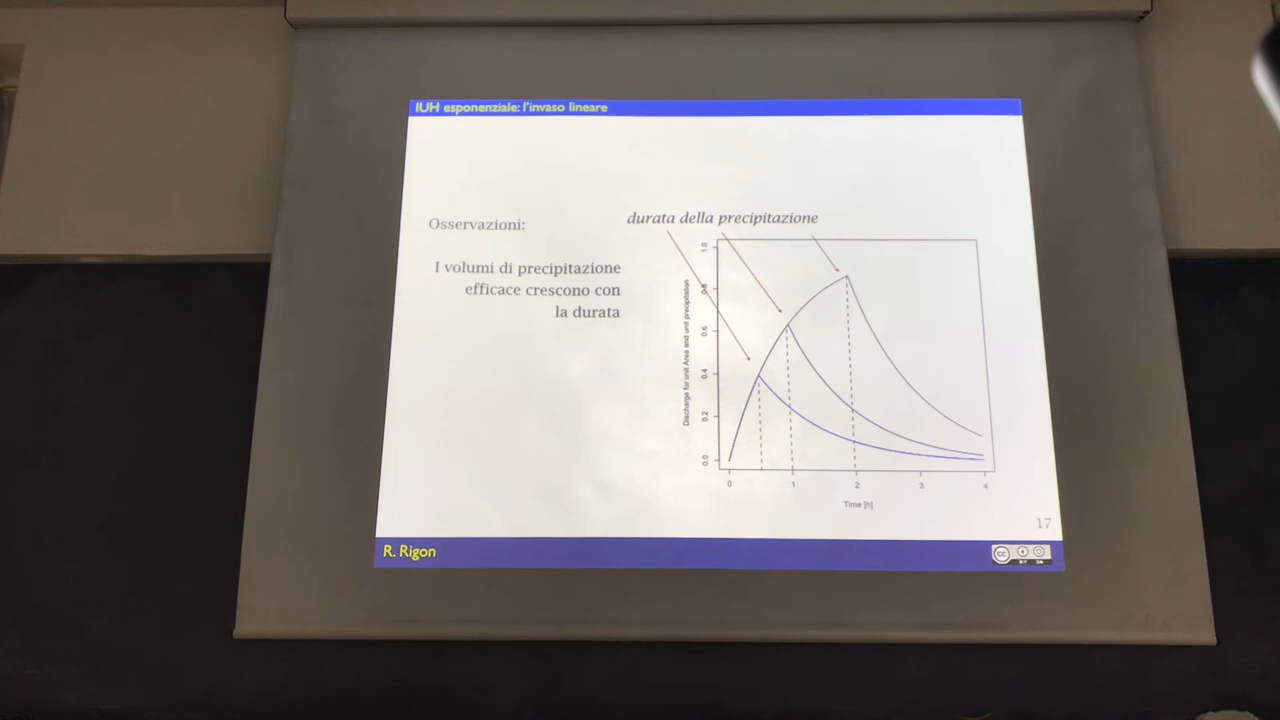 IUH esponenziale: l'invaso lineare
Osservazioni:
I volumi di precipitazione
efficace crescono con
la durata
durata della precipitazione
Discharge for unit Area and unit precipitation
1.0
0.8
0.6
0.4
0.2
0.0
0 1 2 3 4
Time [h]
17
R. Rigon
cc